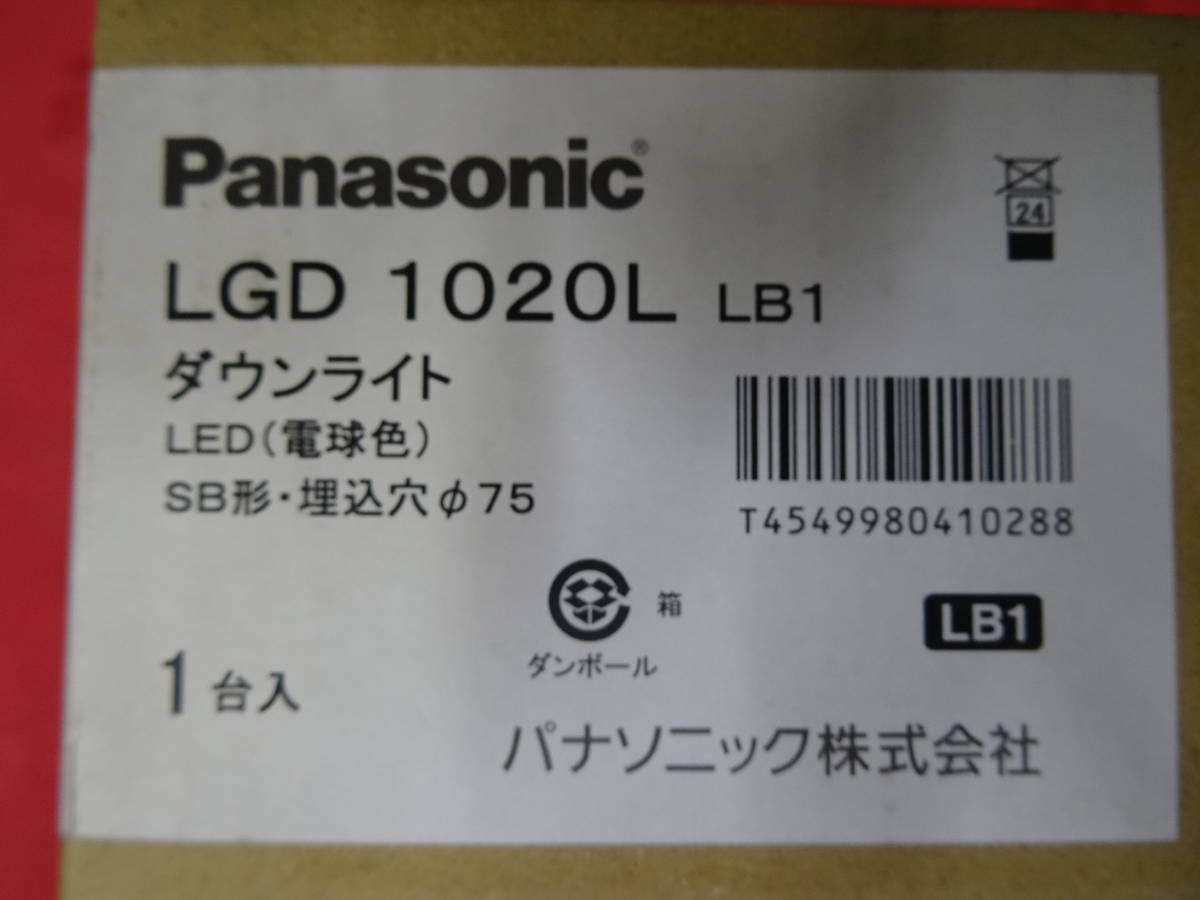 Panasonic®
24
LGD 1020L LB1
ダウンライト
LED(電球色)
SB形・埋込穴φ75
T4549980410288
箱
ダンボール
LB1
1台入
パナソニック株式会社